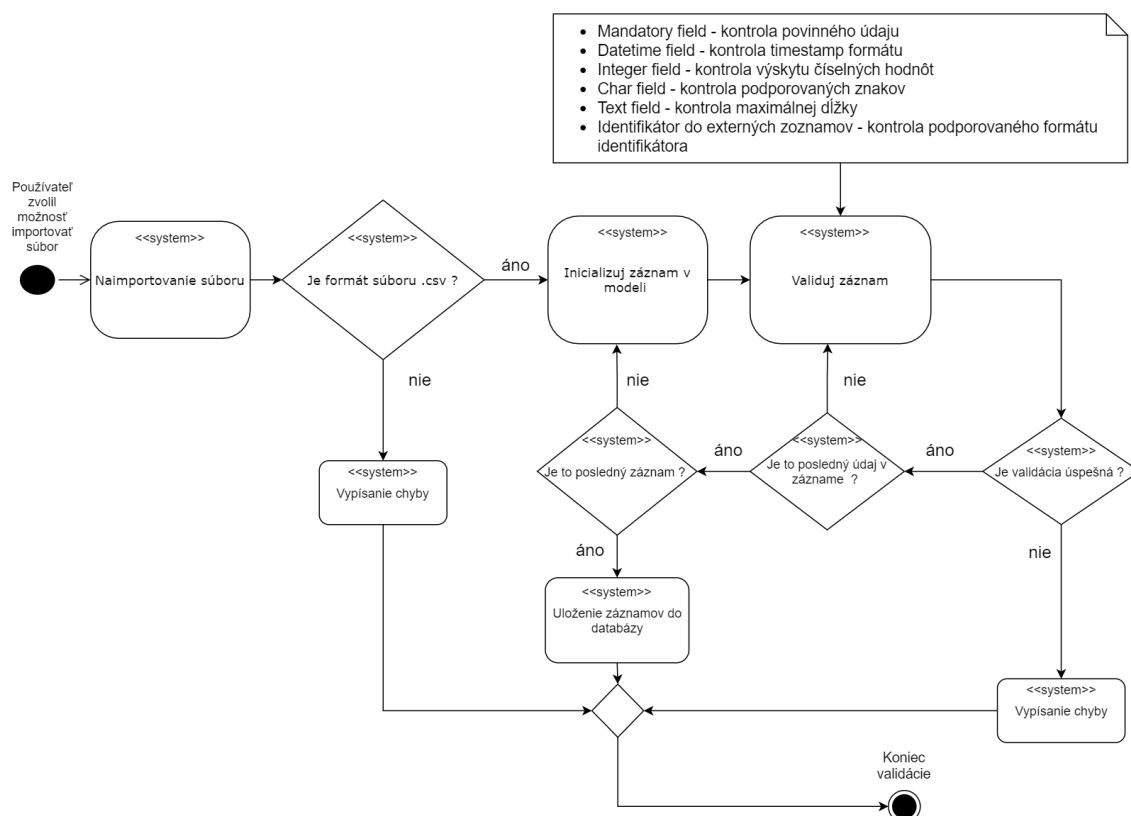 Mandatory field - kontrola povinného údaju
Datetime field - kontrola timestamp formátu
Integer field - kontrola výskytu číselných hodnôt
Char field - kontrola podporovaných znakov
Text field - kontrola maximálnej dĺžky
Identifikátor do externých zoznamov - kontrola podporovaného formátu
identifikátora
Používateľ
zvolil
možnosť
importovať
súbor
<<system>>
Naimportovanie súboru
<<system>>
Je formát súboru .csv ?
áno
<<system>>
Inicializuj záznam v
modeli
<<system>>
Validuj záznam
nie
nie
nie
<<system>>
Je to posledný záznam ?
áno
<<system>>
Je to posledný údaj v
zázname ?
áno
<<system>>
Je validácia úspešná ?
<<system>>
Vypísanie chyby
áno
nie
<<system>>
Uloženie záznamov do
databázy
<<system>>
Vypísanie chyby
Koniec
validácie